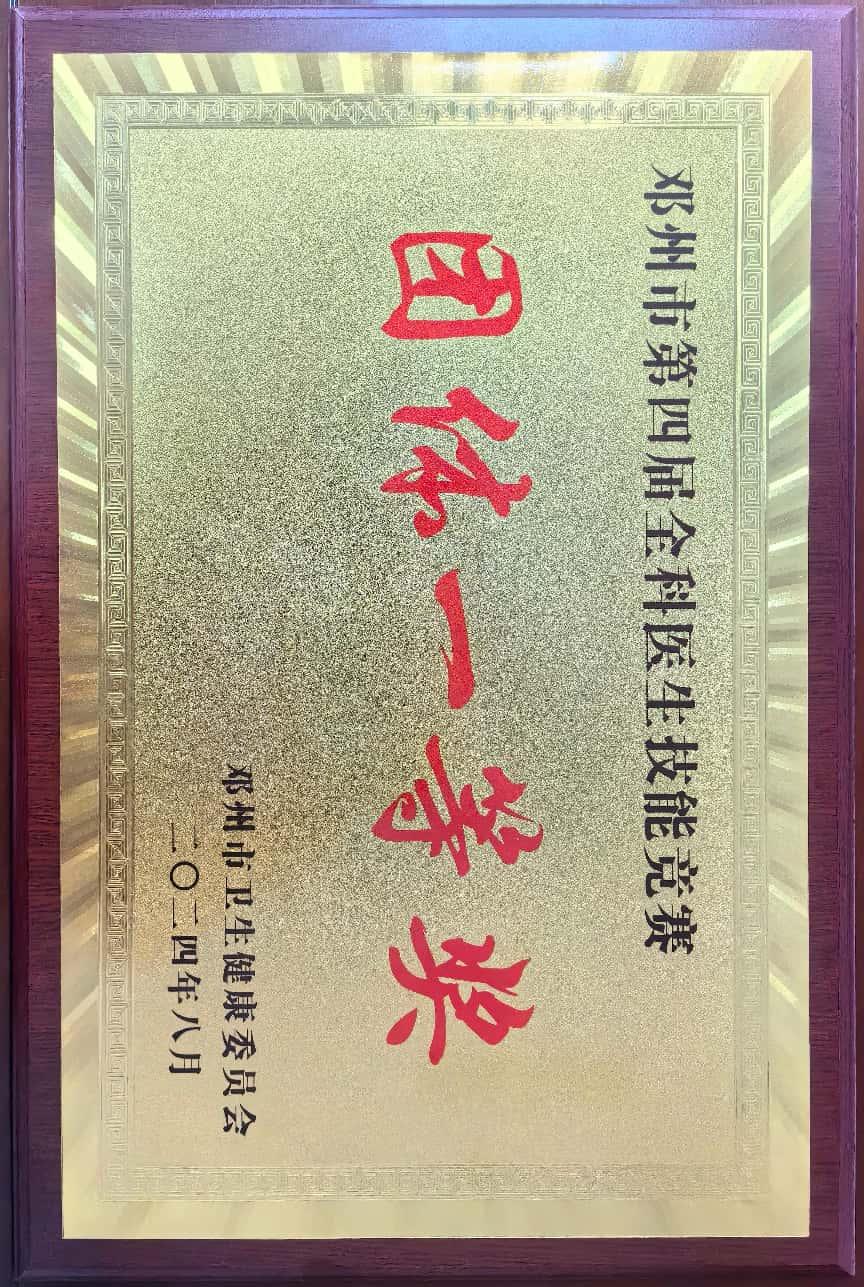 邓州市第四届全科医生技能竞赛
团体一等奖
邓州市卫生健康委员会
二〇二四年八月